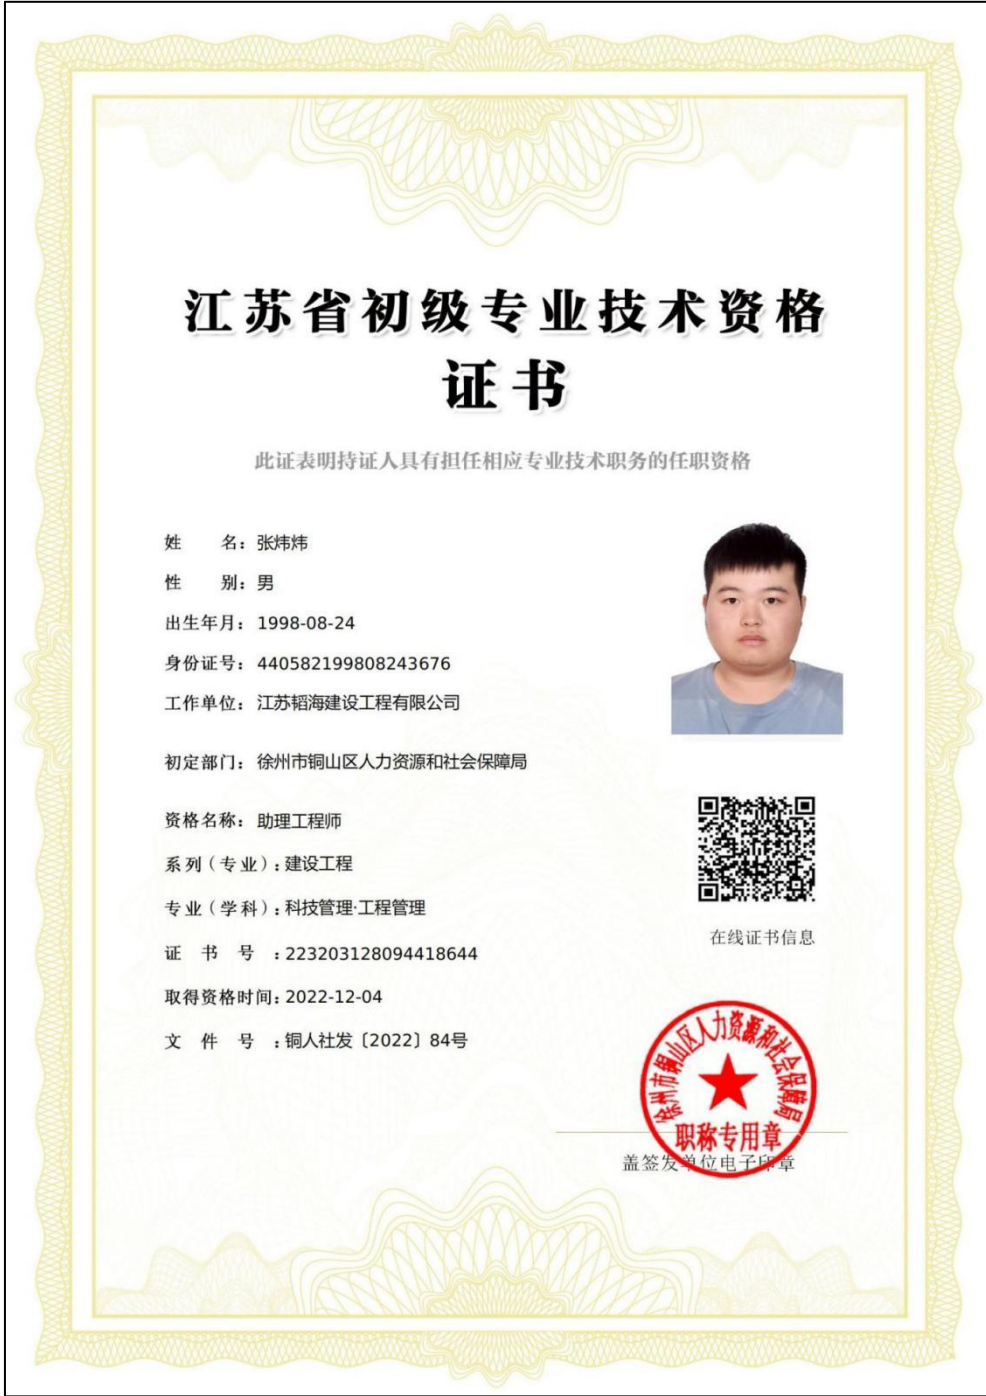 江苏省初级专业技术资格
证书
此证表明持证人具有担任相应专业技术职务的任职资格
姓 名：张炜炜
性 别：男
出生年月：1998-08-24
身份证号：440582199808243676
工作单位：江苏韬海建设工程有限公司
初定部门：徐州市铜山区人力资源和社会保障局
资格名称：助理工程师
系列（专业）：建设工程
专业（学科）：科技管理·工程管理
证 书 号：223203128094418644
取得资格时间：2022-12-04
文 件 号：铜人社发〔2022〕84号
在线证书信息
徐州市铜山区人力资源和社会保障局
职称专用章
盖签发单位电子印章